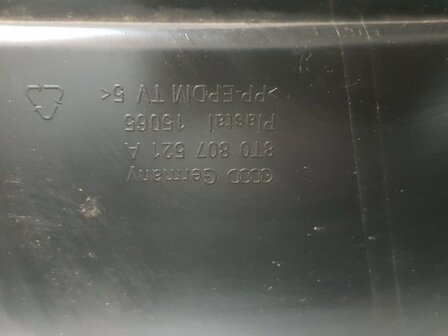 Germany
8T0 807 521 A
Plastal 15065
>PP-EPDM TV 5<